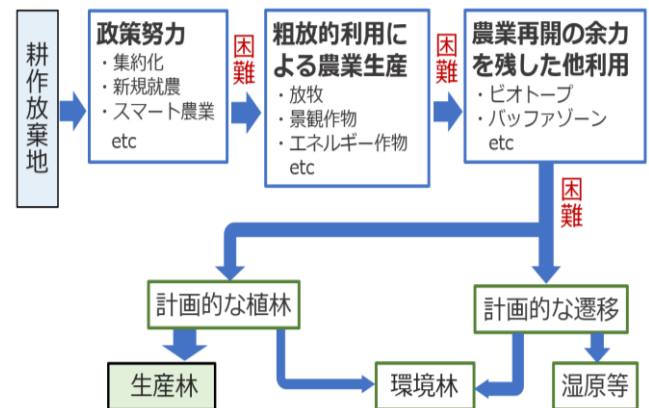 耕作放棄地
政策努力
・集約化
・新規就農
・スマート農業
etc
困難
粗放的利用に
よる農業生産
・放牧
・景観作物
・エネルギー作物
etc
困難
農業再開の余力
を残した他利用
・ビオトープ
・バッファゾーン
etc
困難
計画的な植林
計画的な遷移
生産林
環境林
湿原等